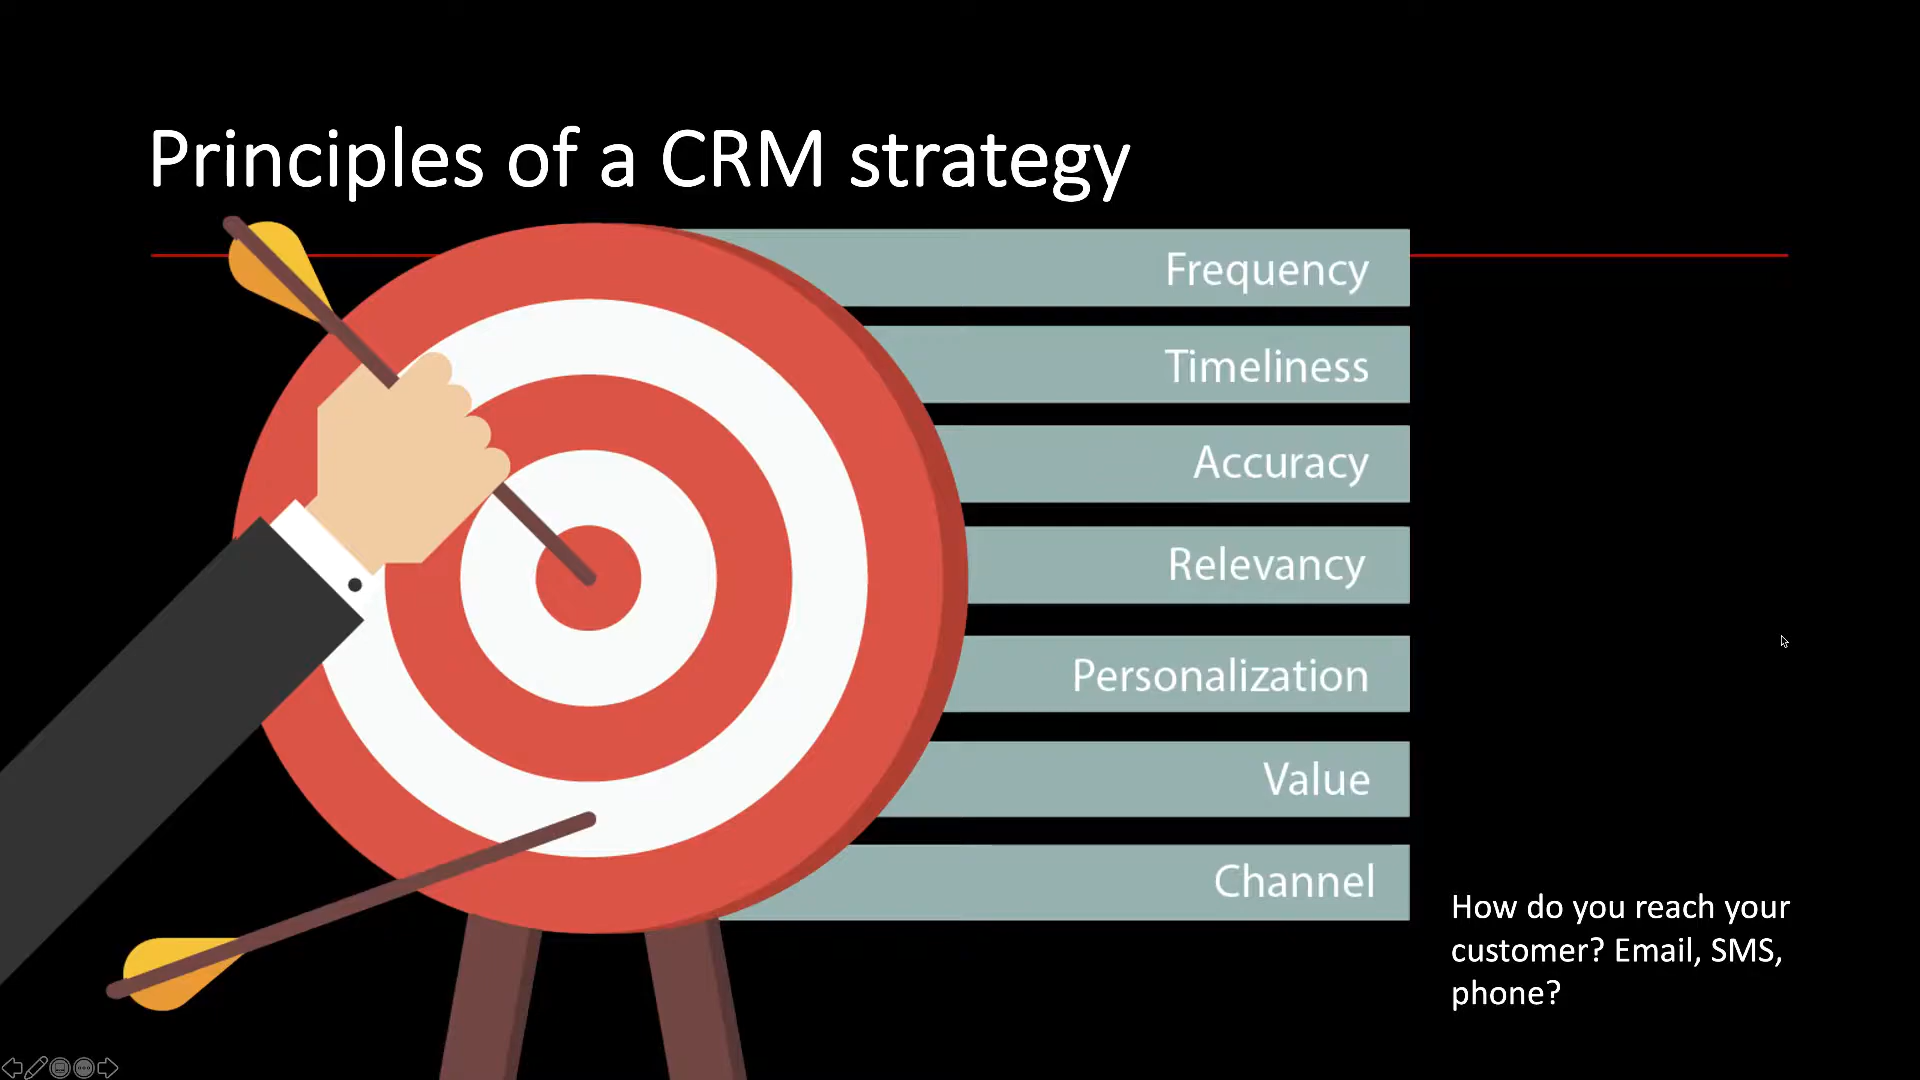 Principles of a CRM strategy
Frequency
Timeliness
Accuracy
Relevancy
Personalization
Value
Channel
How do you reach your
customer? Email, SMS,
phone?